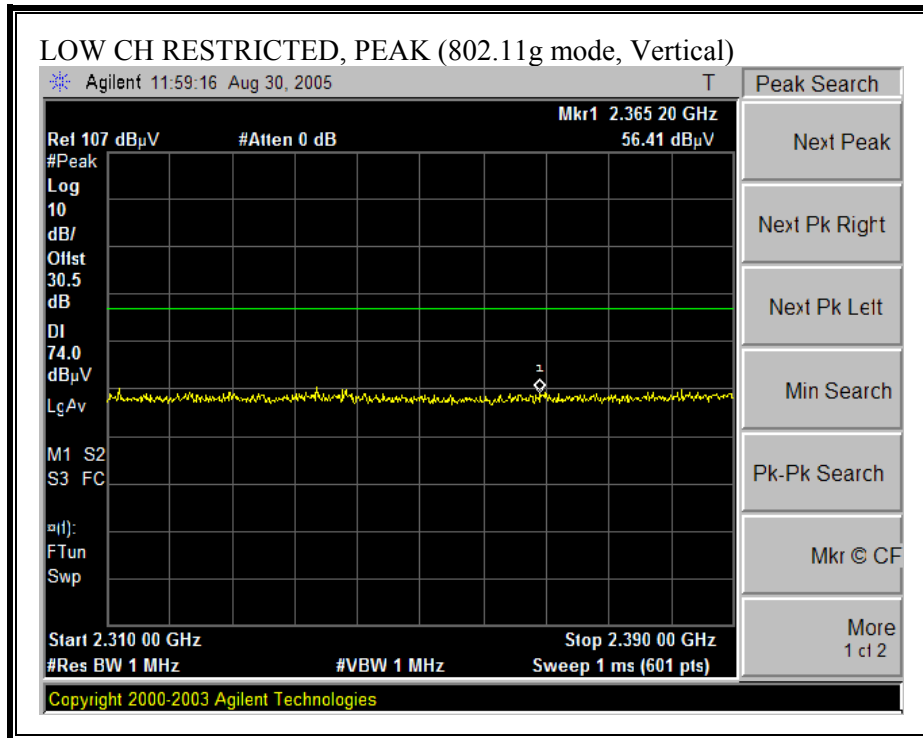 LOW CH RESTRICTED, PEAK (802.11g mode, Vertical)
Agilent 11:59:16 Aug 30, 2005 T
Peak Search
Mkr1 2.365 20 GHz
Ref 107 dBµV #Atten 0 dB 56.41 dBµV
#Peak
Log
10
dB/
Offst
30.5
dB
DI
74.0
dBµV
LgAv
M1 S2
S3 FC
¤(f):
FTun
Swp
1
Start 2.310 00 GHz Stop 2.390 00 GHz
#Res BW 1 MHz #VBW 1 MHz Sweep 1 ms (601 pts)
Copyright 2000-2003 Agilent Technologies
Next Peak
Next Pk Right
Next Pk Left
Min Search
Pk-Pk Search
Mkr © CF
More
1 of 2